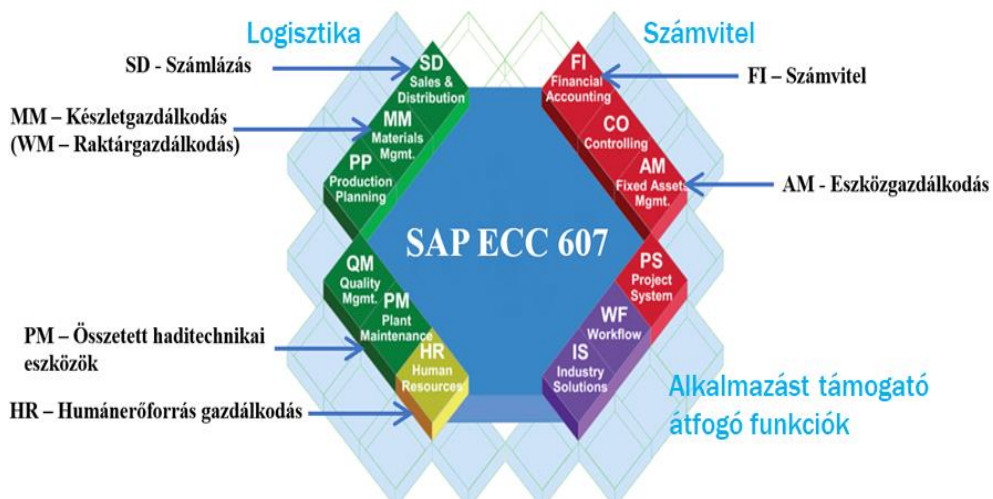 Logisztika
Számvitel
SD - Számlázás
MM – Készletgazdálkodás
(WM – Raktárgazdálkodás)
PM – Összetett haditechnikai
eszközök
HR – Humánerőforrás gazdálkodás
SD
Sales &
Distribution
MM
Materials
Mgmt.
PP
Production
Planning
QM
Quality
Mgmt.
PM
Plant
Maintenance
HR
Human
Resources
SAP ECC 607
FI
Financial
Accounting
CO
Controlling
AM
Fixed Assets
Mgmt.
PS
Project
System
WF
Workflow
IS
Industry
Solutions
FI – Számvitel
AM - Eszközgazdálkodás
Alkalmazást támogató
átfogó funkciók